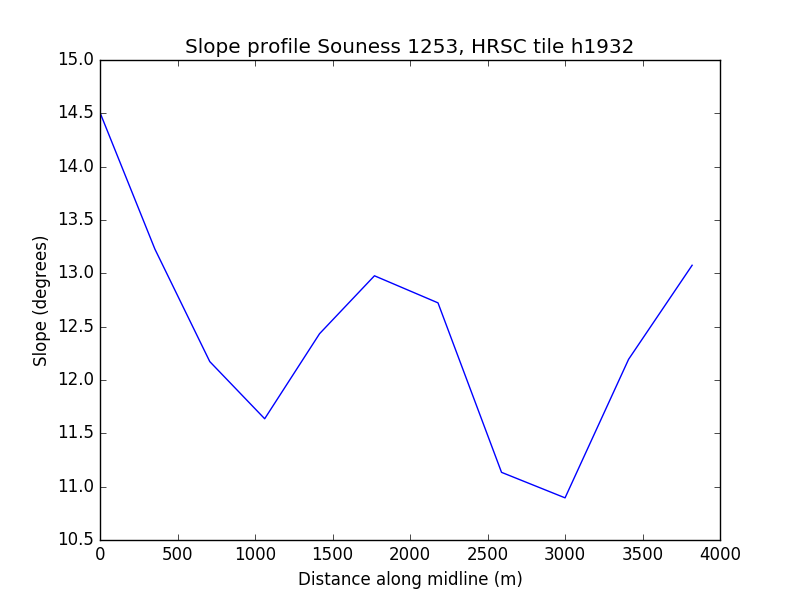 Slope profile Souness 1253, HRSC tile h1932
15.0
14.5
14.0
13.5
13.0
12.5
12.0
11.5
11.0
10.5
Slope (degrees)
0 500 1000 1500 2000 2500 3000 3500 4000
Distance along midline (m)